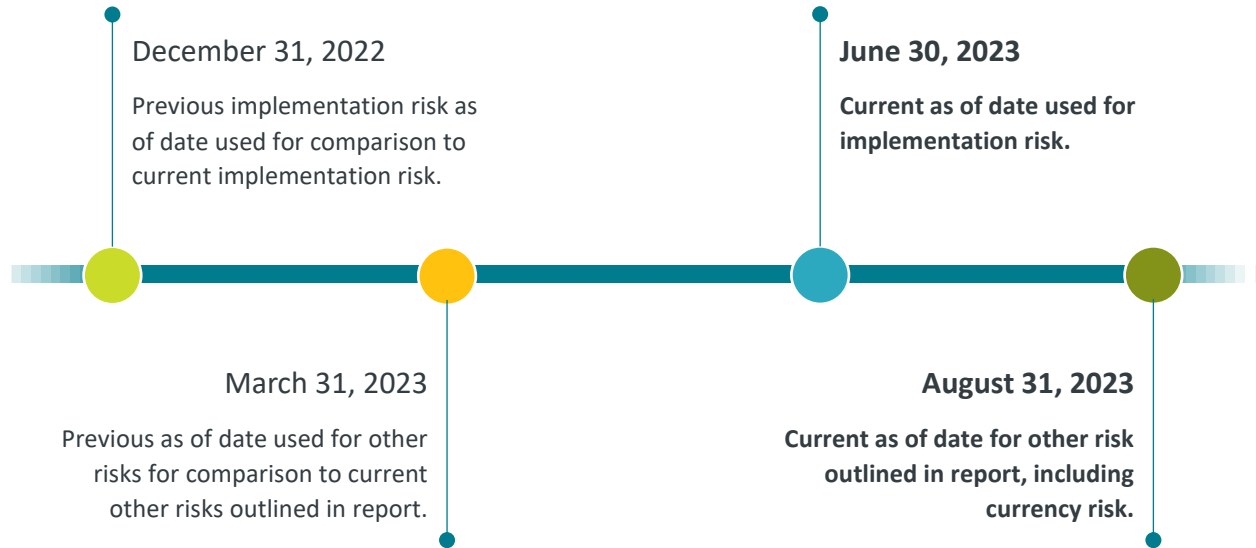 December 31, 2022
Previous implementation risk as
of date used for comparison to
current implementation risk.
June 30, 2023
Current as of date used for
implementation risk.
March 31, 2023
Previous as of date used for other
risks for comparison to current
other risks outlined in report.
August 31, 2023
Current as of date for other risk
outlined in report, including
currency risk.